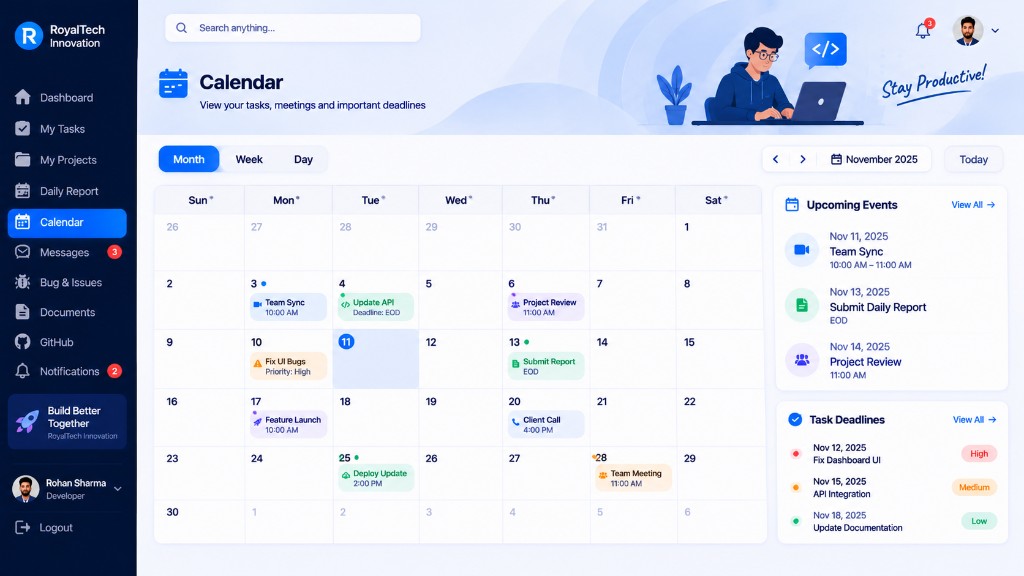 RoyalTech
Innovation
Dashboard
My Tasks
My Projects
Daily Report
Calendar
Messages 3
Bug & Issues
Documents
GitHub
Notifications 2
Build Better
Together
RoyalTech Innovation
Rohan Sharma
Developer
Logout
Search anything...
3
Calendar
View your tasks, meetings and important deadlines
</>
Stay Productive!
Month Week Day
< > November 2025 Today
Sun Mon Tue Wed Thu Fri Sat
26 27 28 29 30 31 1
2 3 4 5 6 7 8
Team Sync
10:00 AM
</> Update API
Deadline: EOD
Project Review
11:00 AM
9 10 11 12 13 14 15
Fix UI Bugs
Priority: High
Submit Report
EOD
16 17 18 19 20 21 22
Feature Launch
10:00 AM
Client Call
4:00 PM
23 24 25 26 27 28 29
Deploy Update
2:00 PM
Team Meeting
11:00 AM
30 1 2 3 4 5 6
Upcoming Events View All →
Nov 11, 2025
Team Sync
10:00 AM – 11:00 AM
Nov 13, 2025
Submit Daily Report
EOD
Nov 14, 2025
Project Review
11:00 AM
Task Deadlines View All →
Nov 12, 2025
Fix Dashboard UI
High
Nov 15, 2025
API Integration
Medium
Nov 18, 2025
Update Documentation
Low